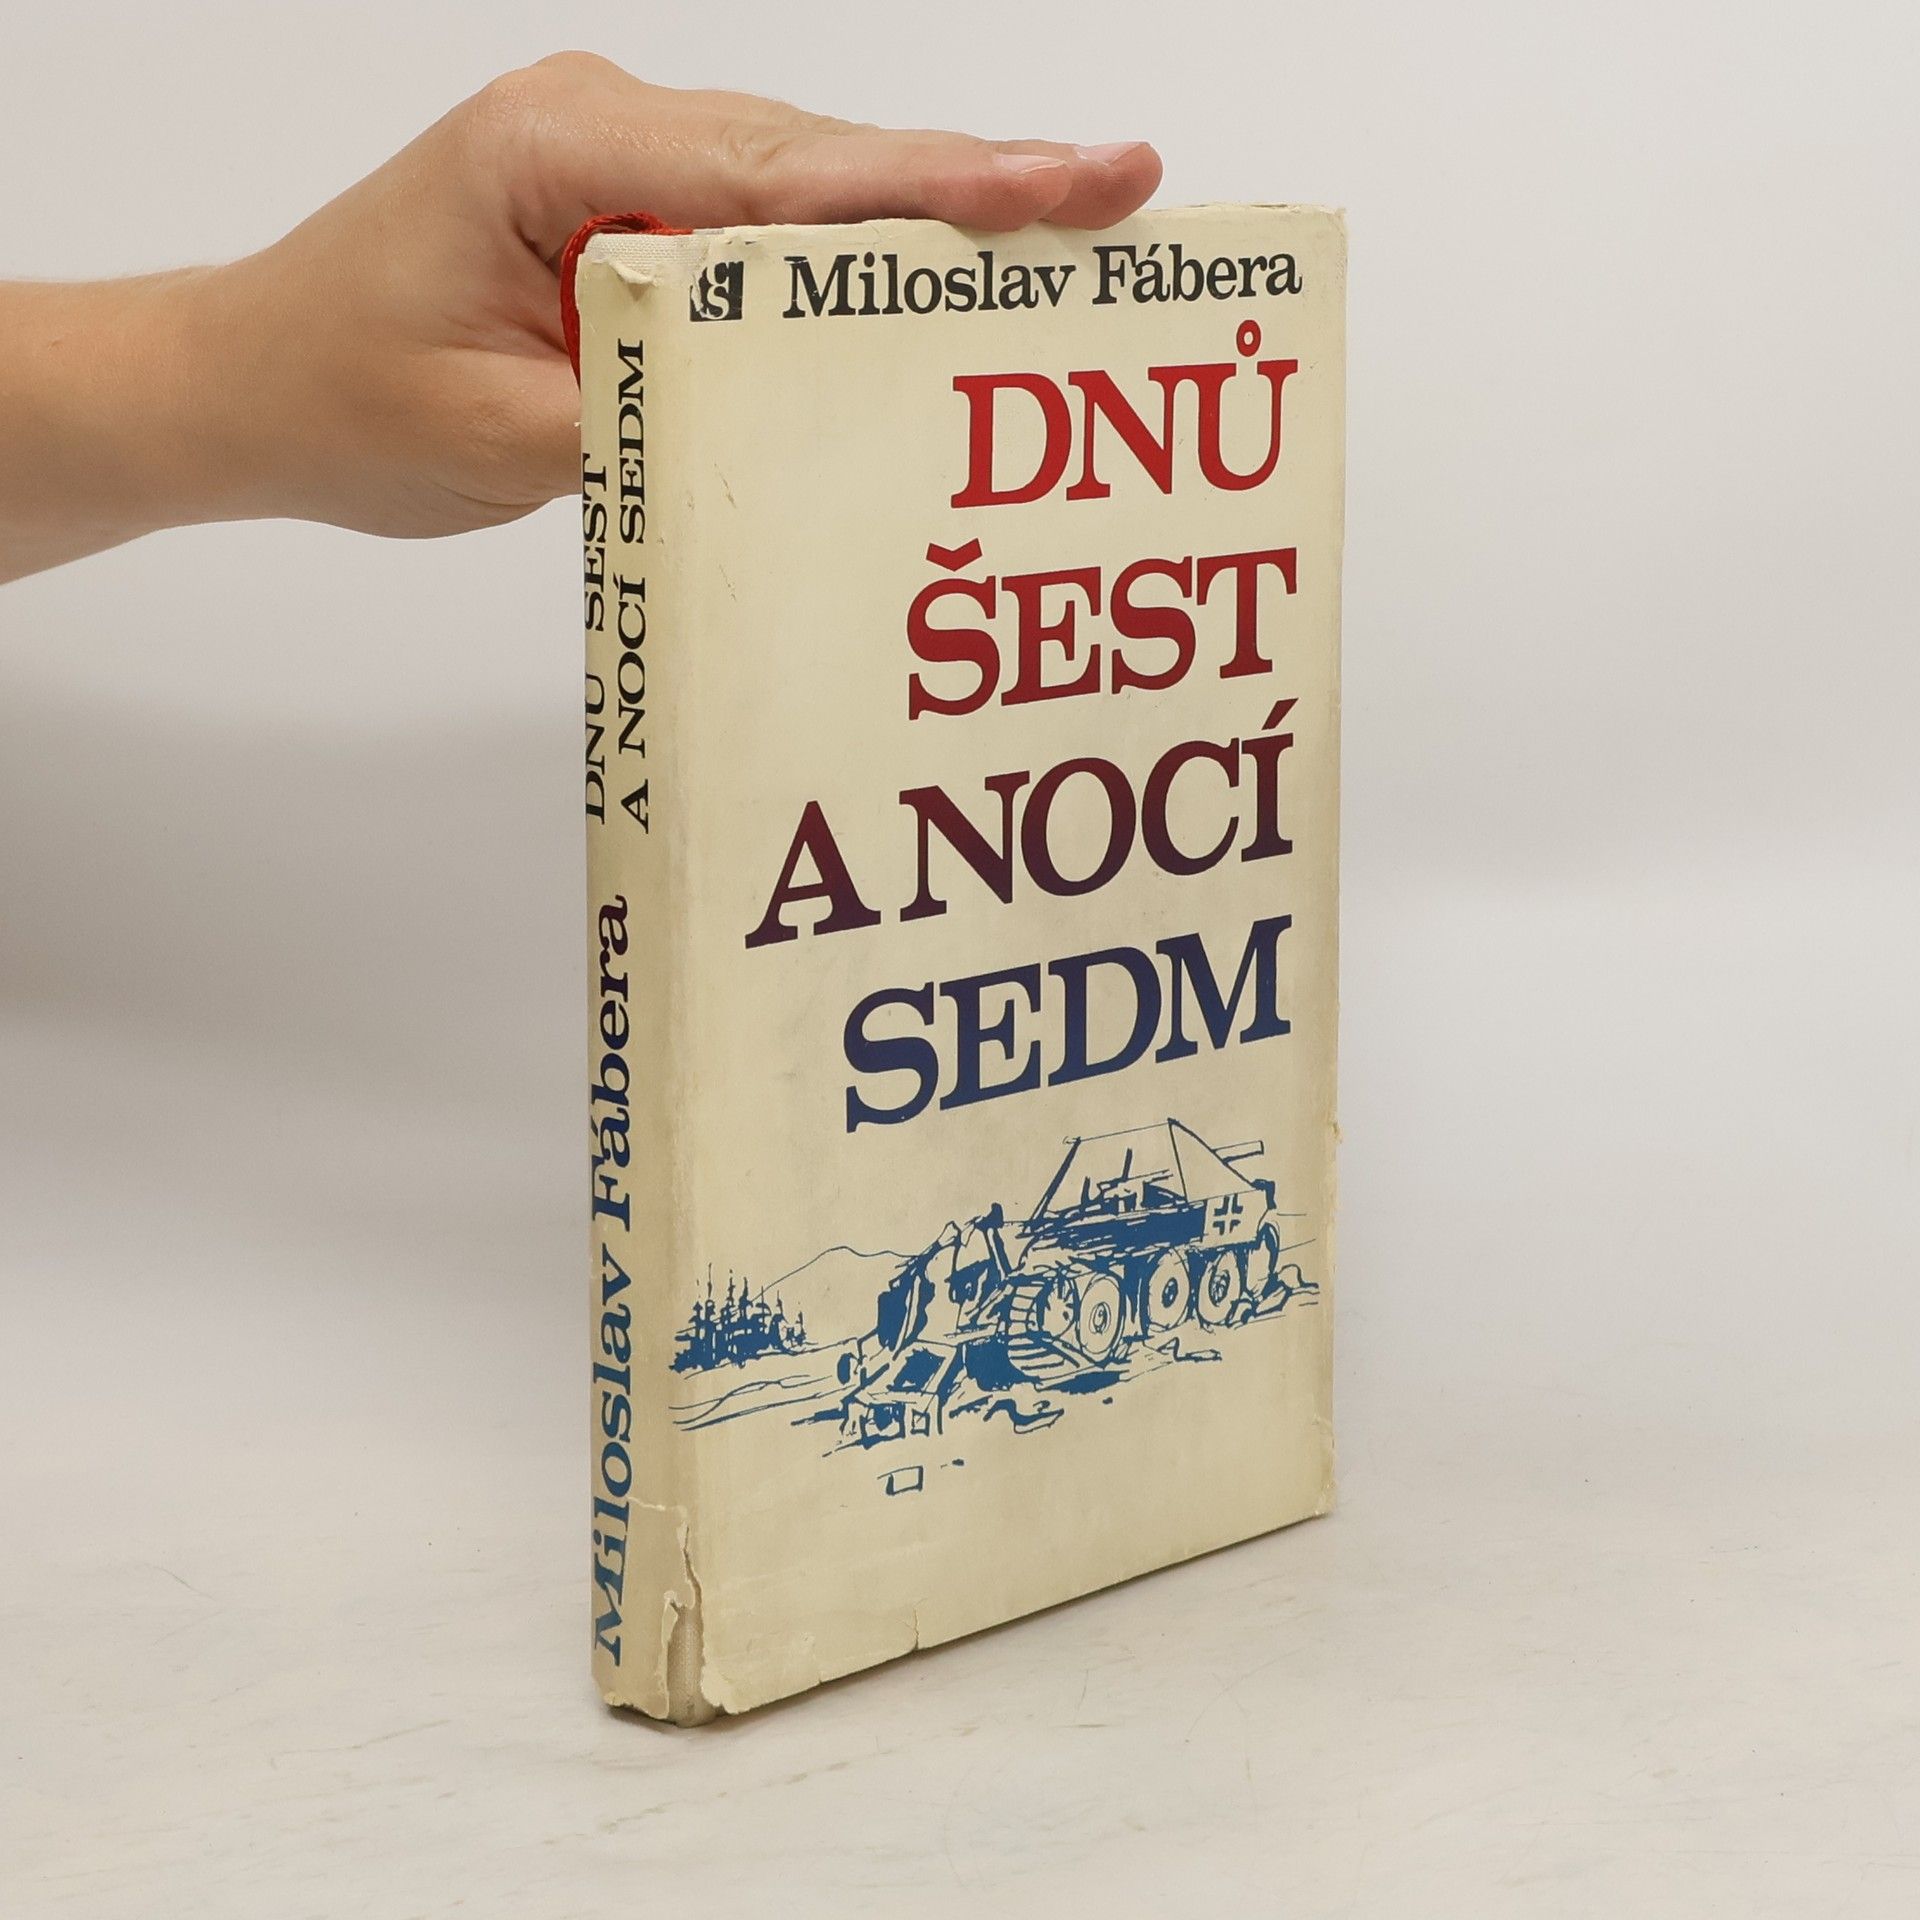 S Miloslav Fábera
DNŮ
ŠEST
A NOCÍ
SEDM
Miloslav Fábera
DNŮ ŠEST
A NOCÍ SEDM